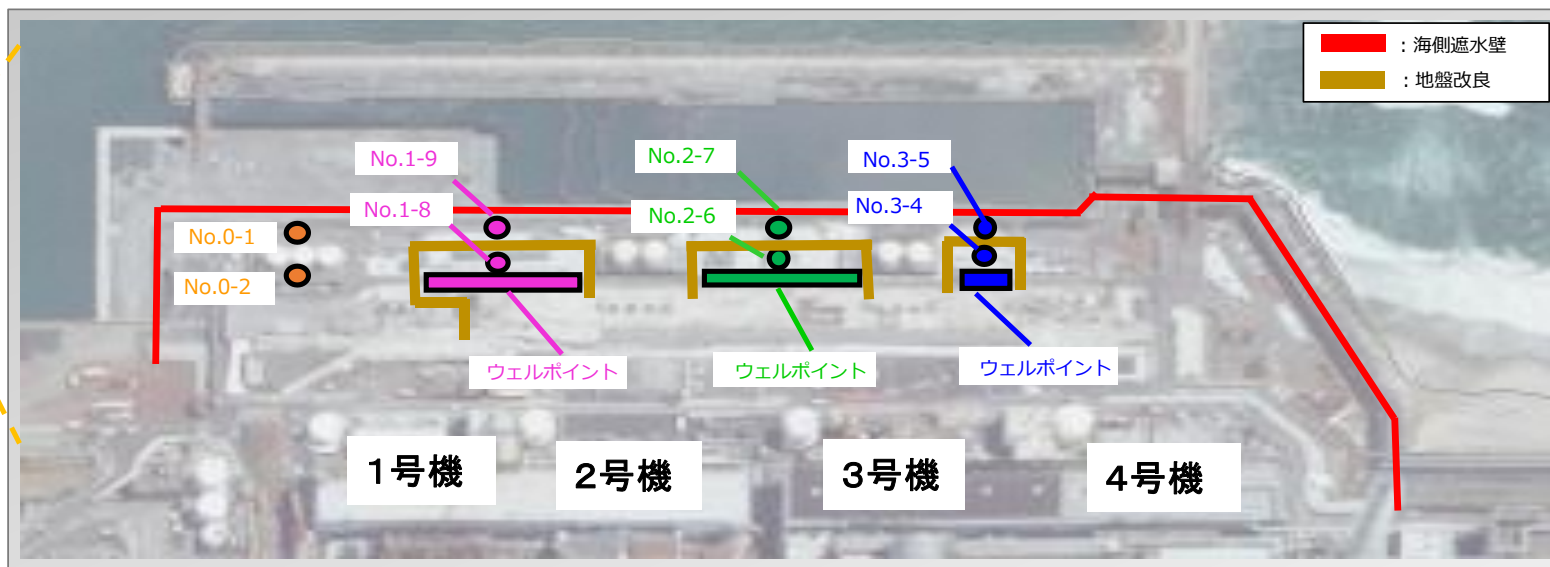 ：海側遮水壁
：地盤改良
No.1-9
No.2-7
No.3-5
No.1-8
No.2-6
No.3-4
No.0-1
No.0-2
ウェルポイント
ウェルポイント
ウェルポイント
1号機
2号機
3号機
4号機